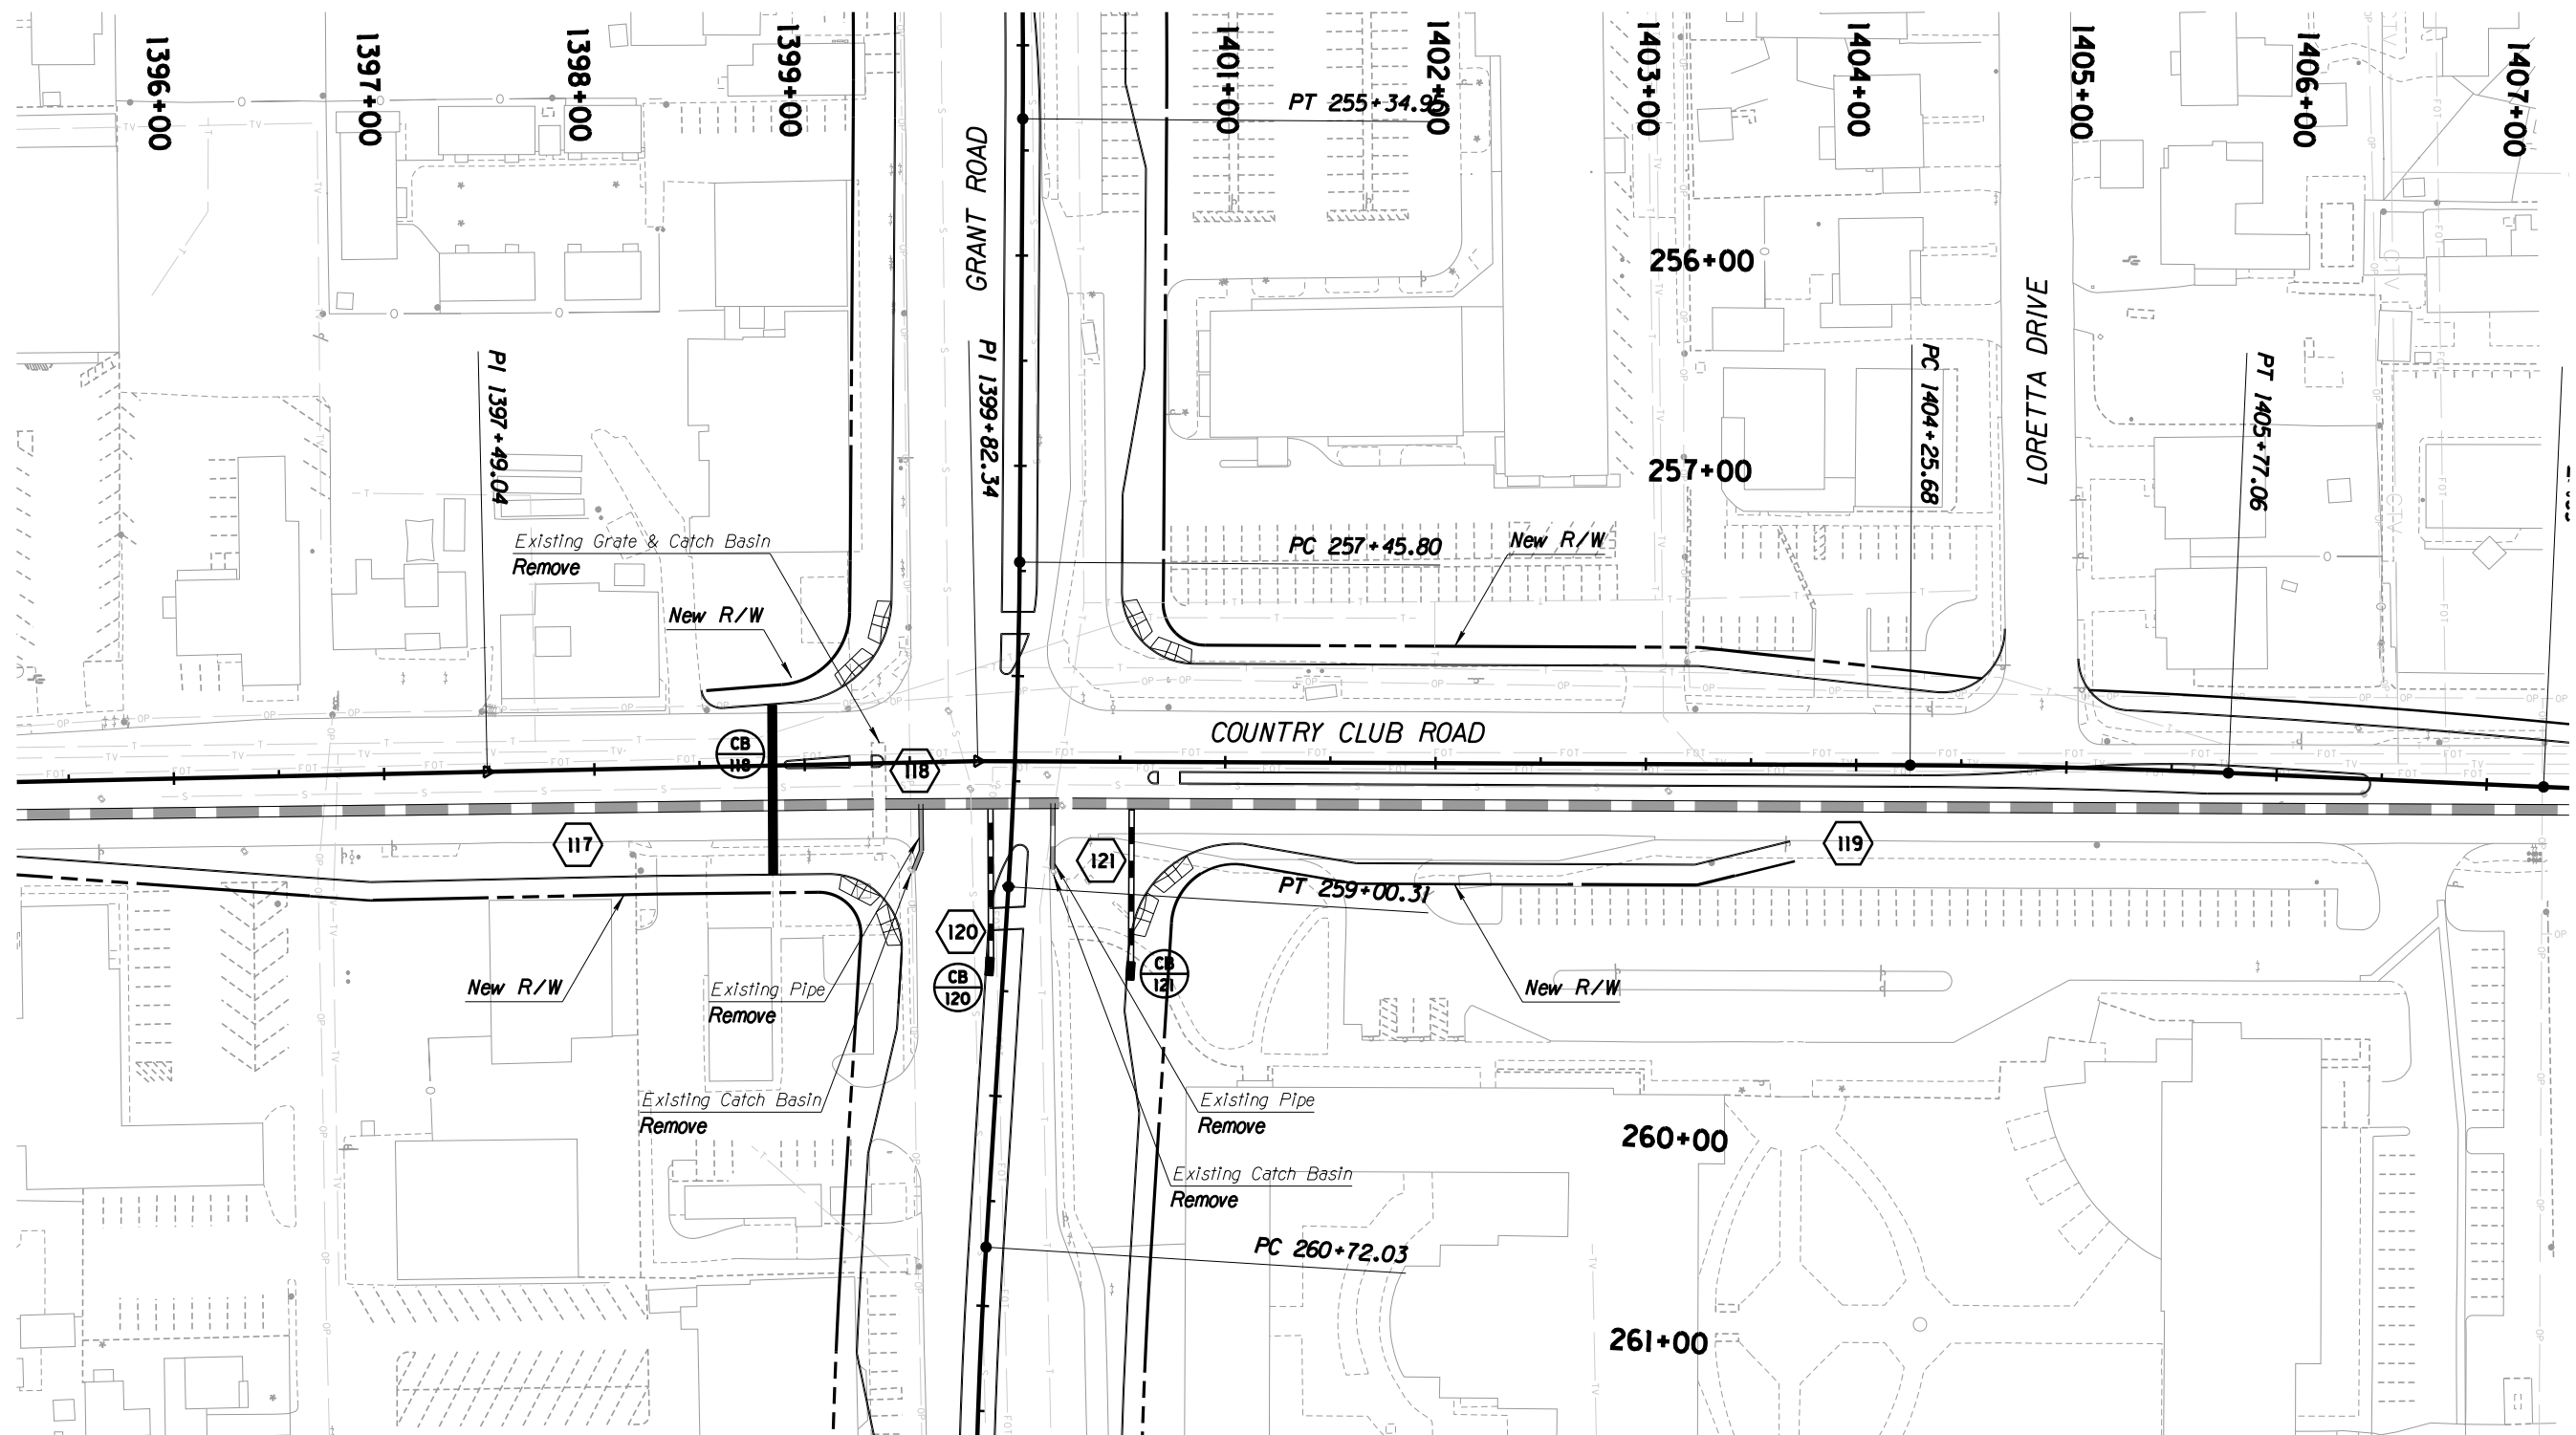 1396+00
1397+00
1398+00
1399+00
1401+00
1402+00
1403+00
1404+00
1405+00
1406+00
1407+00
PT 255+34.95
GRANT ROAD
256+00
LORETTA DRIVE
PI 1397+49.04
PI 1399+82.34
PC 1404+25.68
PT 1405+77.06
257+00
Existing Grate & Catch Basin
Remove
PC 257+45.80
New R/W
New R/W
COUNTRY CLUB ROAD
CB
118
118
117
121
119
PT 259+00.31
120
CB
120
CB
121
New R/W
Existing Pipe
Remove
New R/W
Existing Catch Basin
Remove
Existing Pipe
Remove
260+00
Existing Catch Basin
Remove
PC 260+72.03
261+00